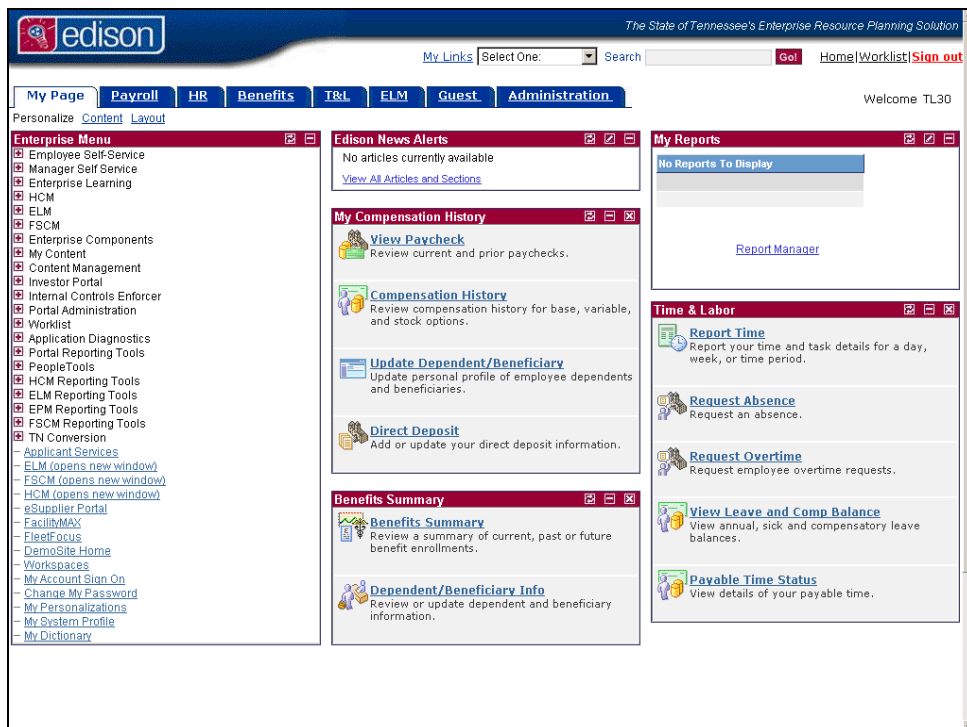 edison
The State of Tennessee's Enterprise Resource Planning Solution
My Links Select One: Search Go! Home|Worklist|Sign out
My Page Payroll HR Benefits T&L ELM Guest Administration
Welcome TL30
Personalize Content Layout
Enterprise Menu
Employee Self-Service
Manager Self Service
Enterprise Learning
HCM
ELM
FSCM
Enterprise Components
My Content
Content Management
Investor Portal
Internal Controls Enforcer
Portal Administration
Worklist
Application Diagnostics
Portal Reporting Tools
PeopleTools
HCM Reporting Tools
ELM Reporting Tools
EPM Reporting Tools
FSCM Reporting Tools
TN Conversion
Applicant Services
ELM (opens new window)
FSCM (opens new window)
HCM (opens new window)
eSupplier Portal
FacilityMAX
FleetFocus
DemoSite Home
Workspaces
My Account Sign On
Change My Password
My Personalizations
My System Profile
My Dictionary
Edison News Alerts
No articles currently available
View All Articles and Sections
My Compensation History
View Paycheck
Review current and prior paychecks.
Compensation History
Review compensation history for base, variable,
and stock options.
Update Dependent/Beneficiary
Update personal profile of employee dependents
and beneficiaries.
Direct Deposit
Add or update your direct deposit information.
Benefits Summary
Benefits Summary
Review a summary of current, past or future
benefit enrollments.
Dependent/Beneficiary Info
Review or update dependent and beneficiary
information.
My Reports
No Reports To Display
Report Manager
Time & Labor
Report Time
Report your time and task details for a day,
week, or time period.
Request Absence
Request an absence.
Request Overtime
Request employee overtime requests.
View Leave and Comp Balance
View annual, sick and compensatory leave
balances.
Payable Time Status
View details of your payable time.